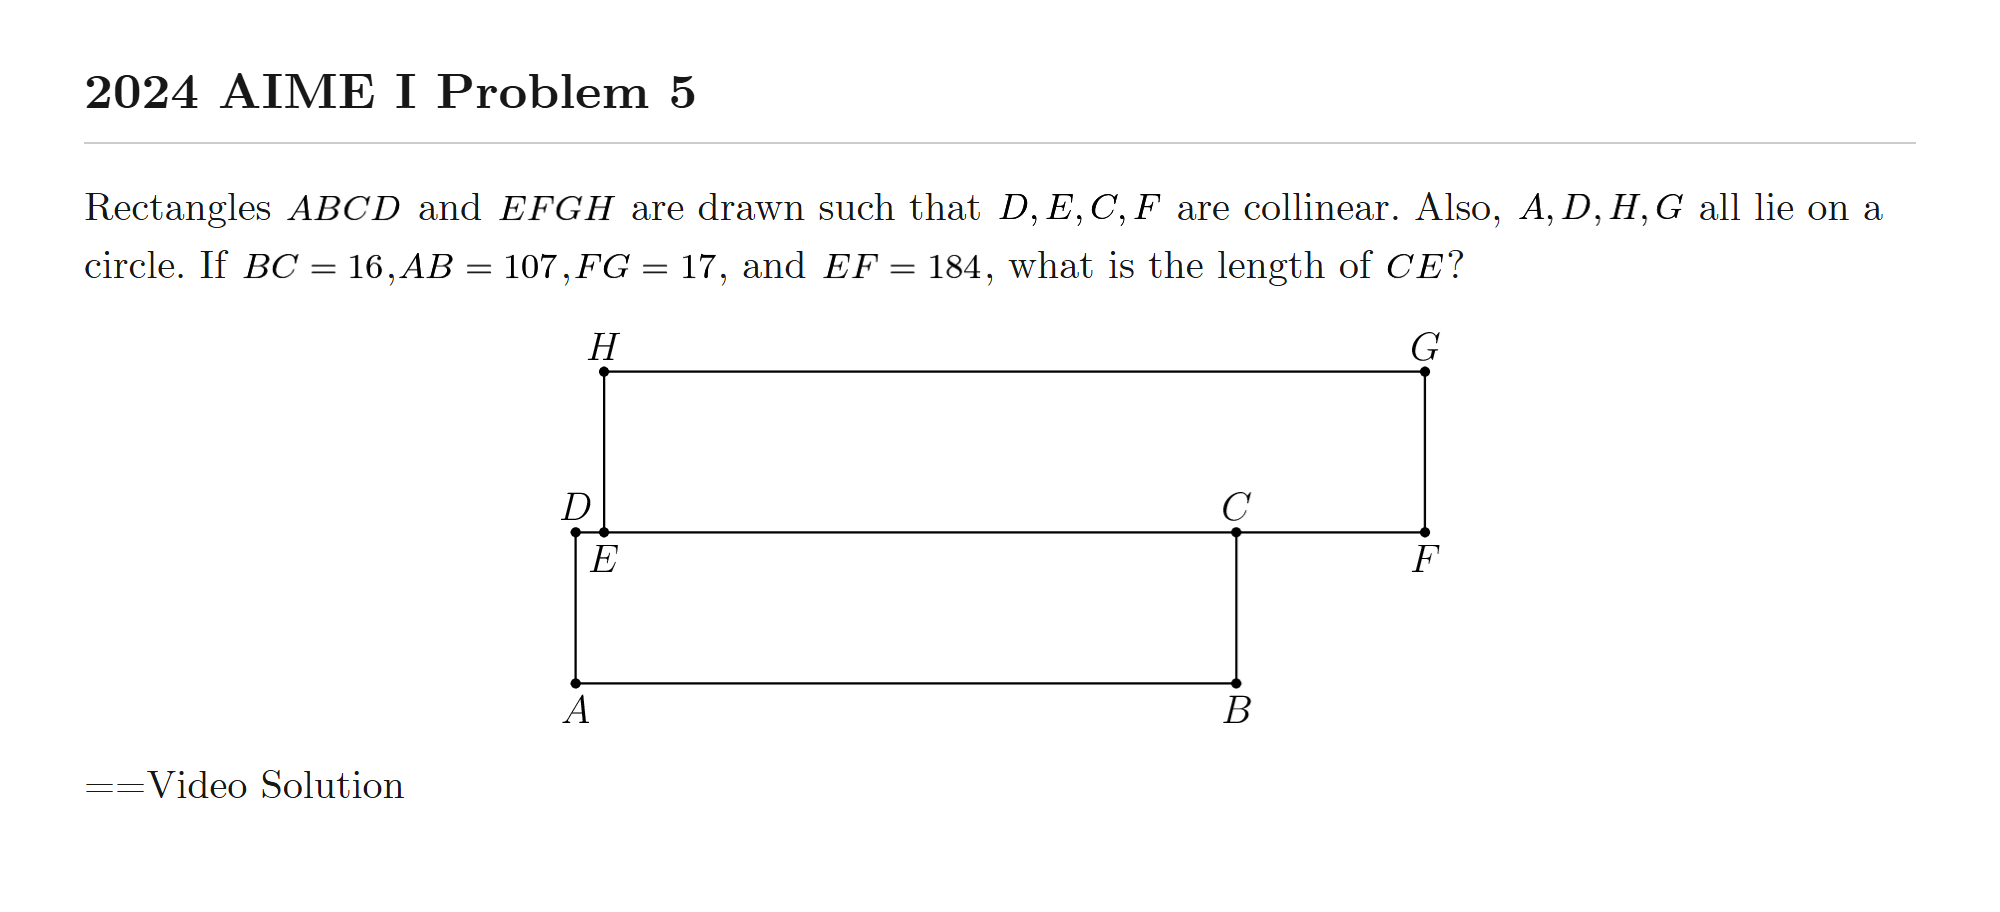 2024 AIME I Problem 5
Rectangles ABCD and EFGH are drawn such that D, E, C, F are collinear. Also, A, D, H, G all lie on a
circle. If BC = 16,AB = 107,FG = 17, and EF = 184, what is the length of CE?
H G
D C
E F
A B
==Video Solution